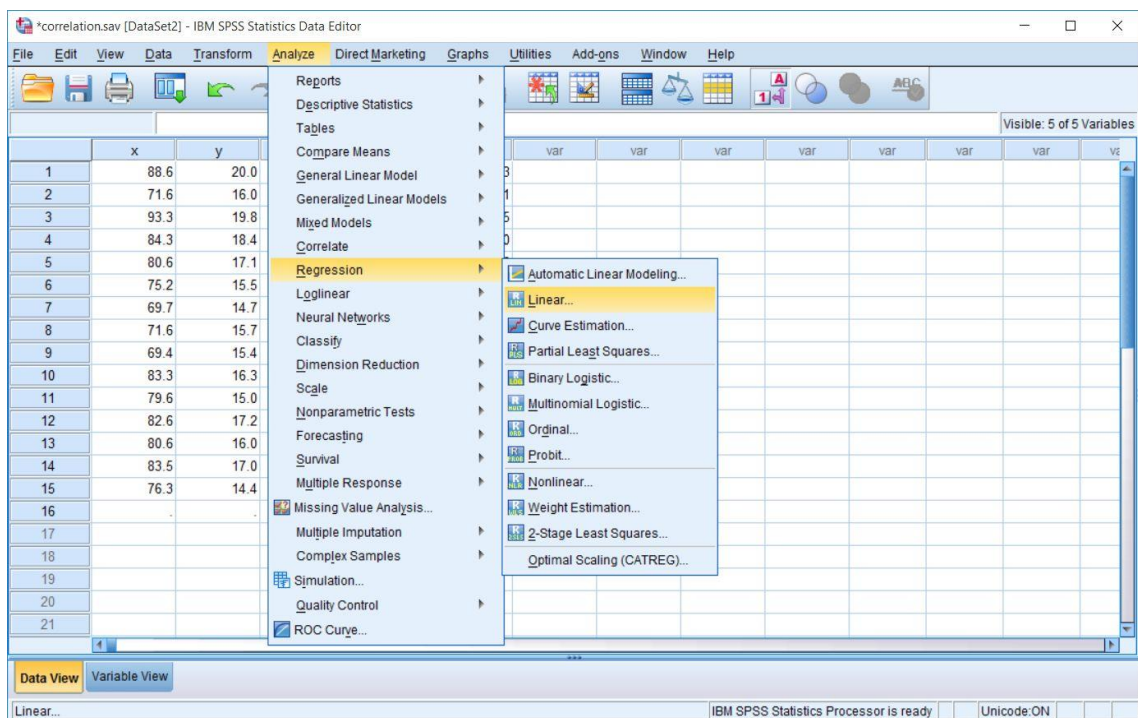 *correlation.sav [DataSet2] - IBM SPSS Statistics Data Editor
File Edit View Data Transform Analyze Direct Marketing Graphs Utilities Add-ons Window Help
Visible: 5 of 5 Variables
x y var var var var var var var
1 88.6 20.0 3
2 71.6 16.0 1
3 93.3 19.8 5
4 84.3 18.4 0
5 80.6 17.1
6 75.2 15.5
7 69.7 14.7
8 71.6 15.7
9 69.4 15.4
10 83.3 16.3
11 79.6 15.0
12 82.6 17.2
13 80.6 16.0
14 83.5 17.0
15 76.3 14.4
16 . .
17
18
19
20
21
Reports
Descriptive Statistics
Tables
Compare Means
General Linear Model
Generalized Linear Models
Mixed Models
Correlate
Regression
Loglinear
Neural Networks
Classify
Dimension Reduction
Scale
Nonparametric Tests
Forecasting
Survival
Multiple Response
Missing Value Analysis...
Multiple Imputation
Complex Samples
Simulation...
Quality Control
ROC Curve...
Automatic Linear Modeling...
Linear...
Curve Estimation...
Partial Least Squares...
Binary Logistic...
Multinomial Logistic...
Ordinal...
Probit...
Nonlinear...
Weight Estimation...
2-Stage Least Squares...
Optimal Scaling (CATREG)...
Data View Variable View
Linear... IBM SPSS Statistics Processor is ready Unicode:ON